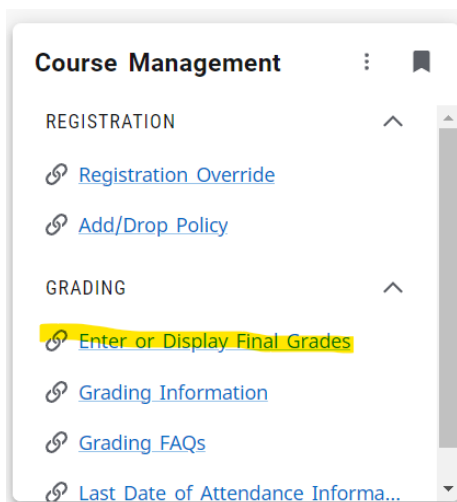 Course Management
REGISTRATION
Registration Override
Add/Drop Policy
GRADING
Enter or Display Final Grades
Grading Information
Grading FAQs
Last Date of Attendance Informa...